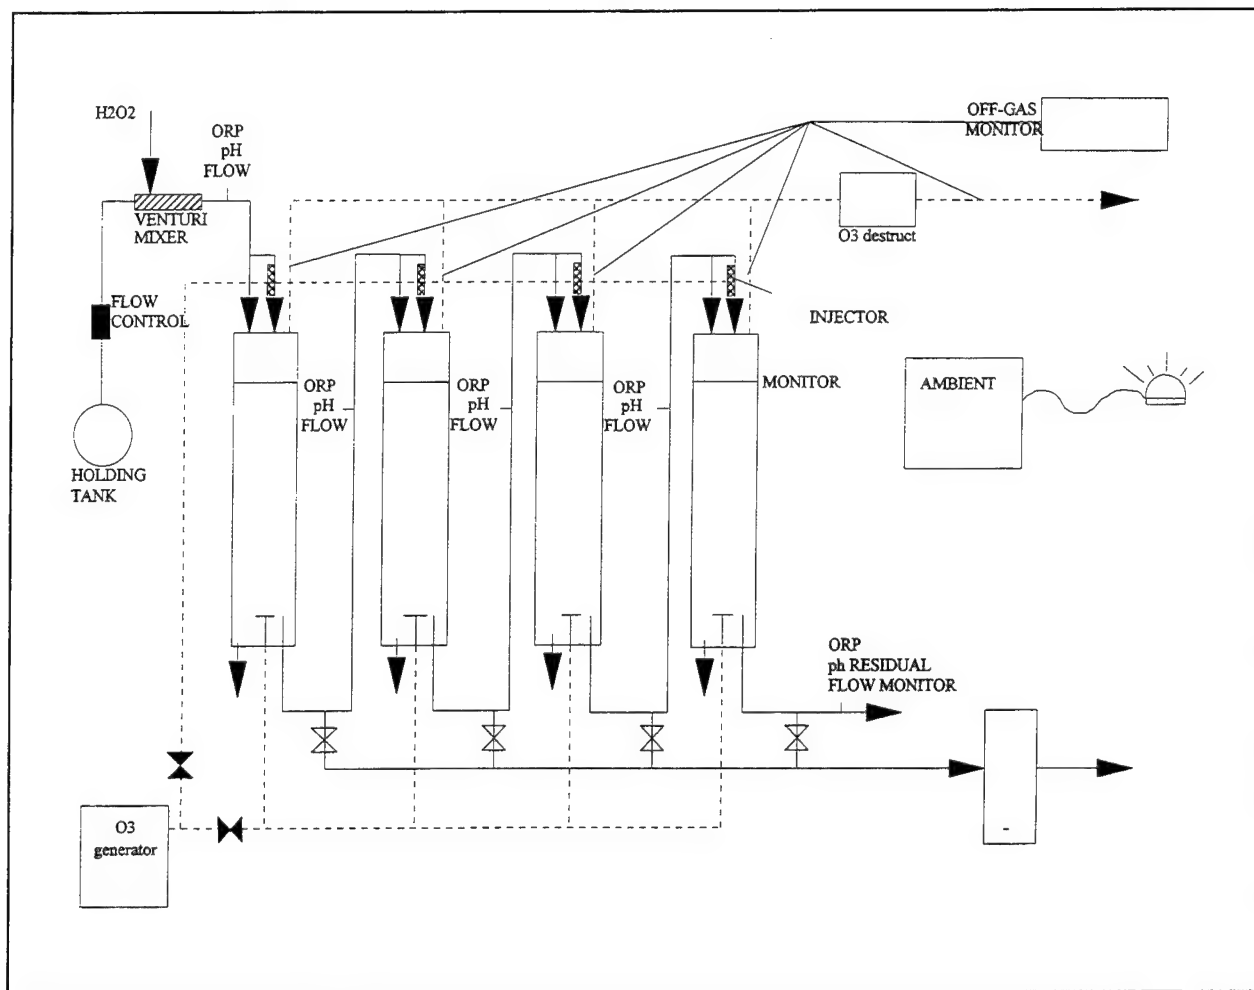 H2O2
ORP
pH
FLOW
OFF-GAS
MONITOR
VENTURI
MIXER
O3 destruct
FLOW
CONTROL
INJECTOR
ORP
pH
FLOW
ORP
pH
FLOW
ORP
pH
FLOW
MONITOR
AMBIENT
HOLDING
TANK
ORP
ph RESIDUAL
FLOW MONITOR
O3
generator